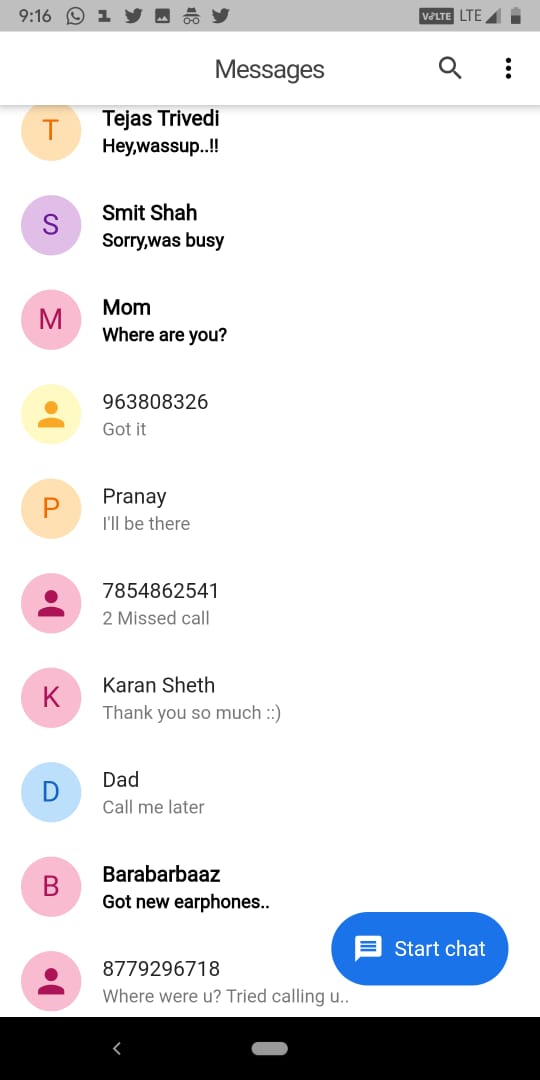 9:16 VoLTE LTE
Messages
T
Tejas Trivedi
Hey,wassup..!!
S
Smit Shah
Sorry,was busy
M
Mom
Where are you?
963808326
Got it
P
Pranay
I'll be there
7854862541
2 Missed call
K
Karan Sheth
Thank you so much ::)
D
Dad
Call me later
B
Barabarbaaz
Got new earphones..
Start chat
8779296718
Where were u? Tried calling u..